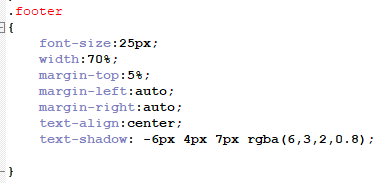 .footer
{
font-size:25px;
width:70%;
margin-top:5%;
margin-left:auto;
margin-right:auto;
text-align:center;
text-shadow: -6px 4px 7px rgba(6,3,2,0.8);
}